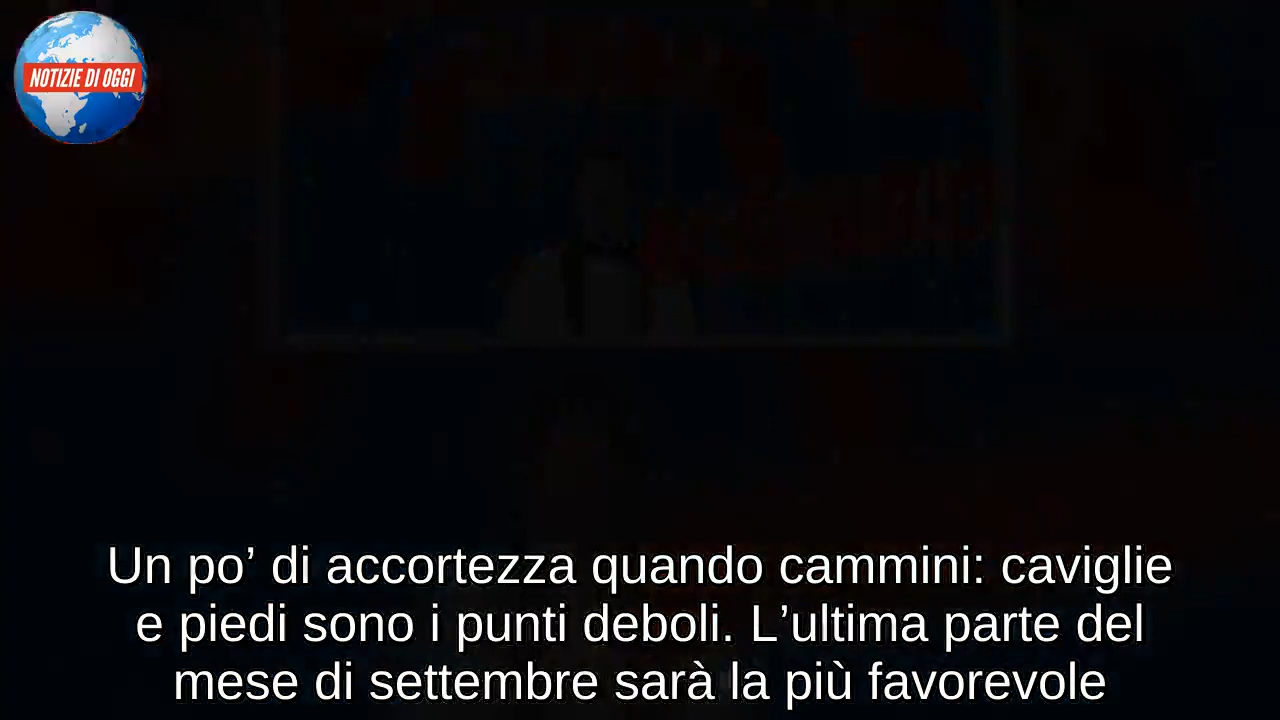 NOTIZIE DI OGGI
Un po’ di accortezza quando cammini: caviglie
e piedi sono i punti deboli. L’ultima parte del
mese di settembre sarà la più favorevole